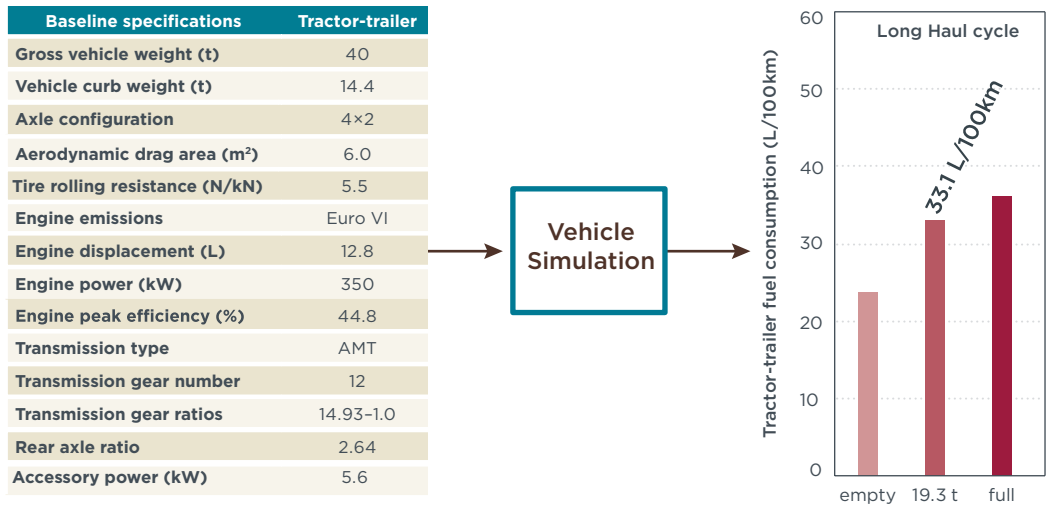 Baseline specifications Tractor-trailer
Gross vehicle weight (t) 40
Vehicle curb weight (t) 14.4
Axle configuration 4×2
Aerodynamic drag area (m²) 6.0
Tire rolling resistance (N/kN) 5.5
Engine emissions Euro VI
Engine displacement (L) 12.8
Engine power (kW) 350
Engine peak efficiency (%) 44.8
Transmission type AMT
Transmission gear number 12
Transmission gear ratios 14.93–1.0
Rear axle ratio 2.64
Accessory power (kW) 5.6
Vehicle
Simulation
Tractor-trailer fuel consumption (L/100km)
60
50
40
30
20
10
0
Long Haul cycle
33.1 L/100km
empty 19.3 t full